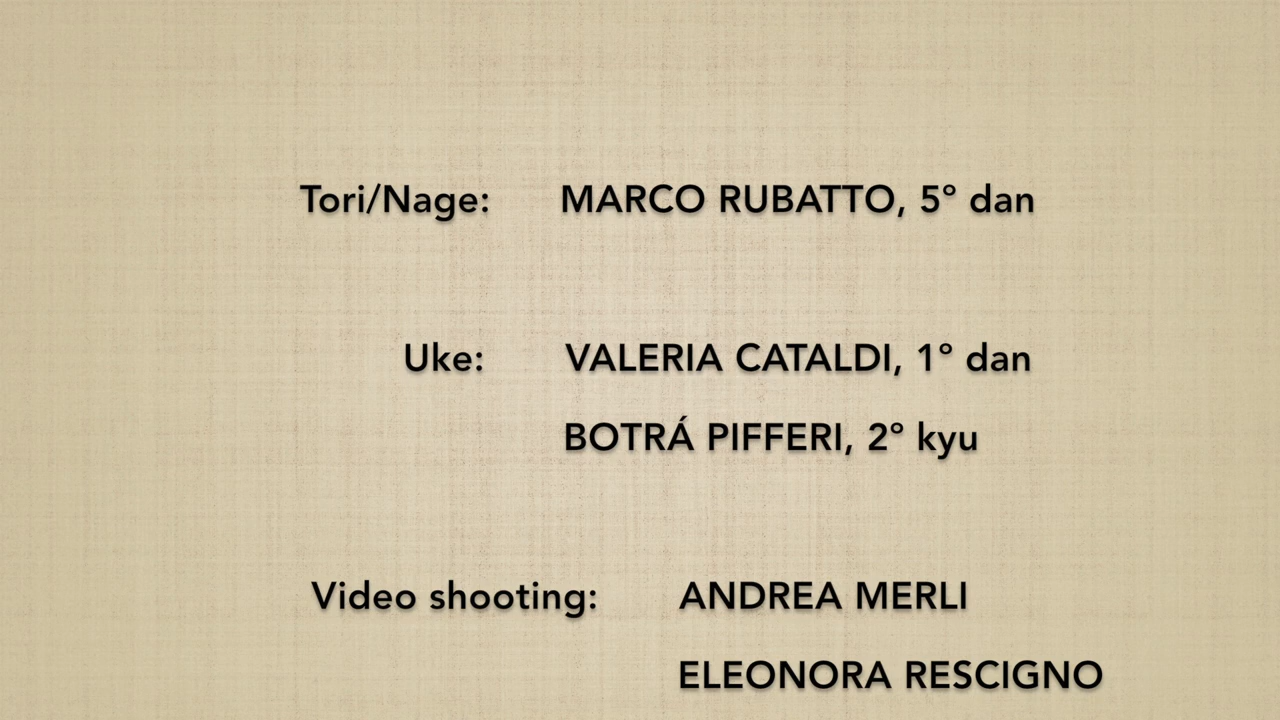 Tori/Nage: MARCO RUBATTO, 5° dan
Uke: VALERIA CATALDI, 1° dan
BOTRÁ PIFFERI, 2° kyu
Video shooting: ANDREA MERLI
ELEONORA RESCIGNO